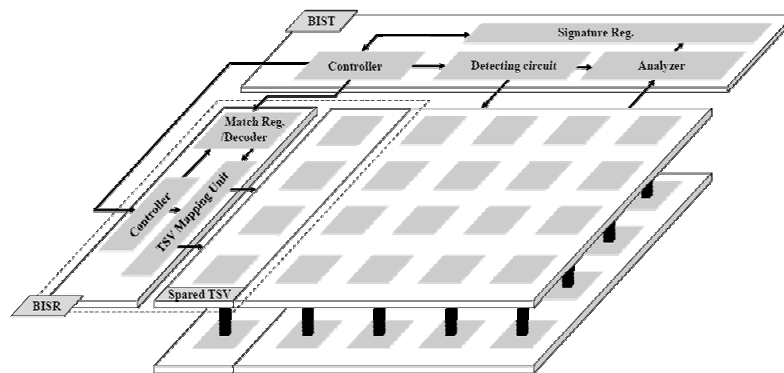 BIST
Signature Reg.
Controller
Detecting circuit
Analyzer
Match Reg.
/Decoder
Controller
TSV Mapping Unit
Spared TSV
BISR